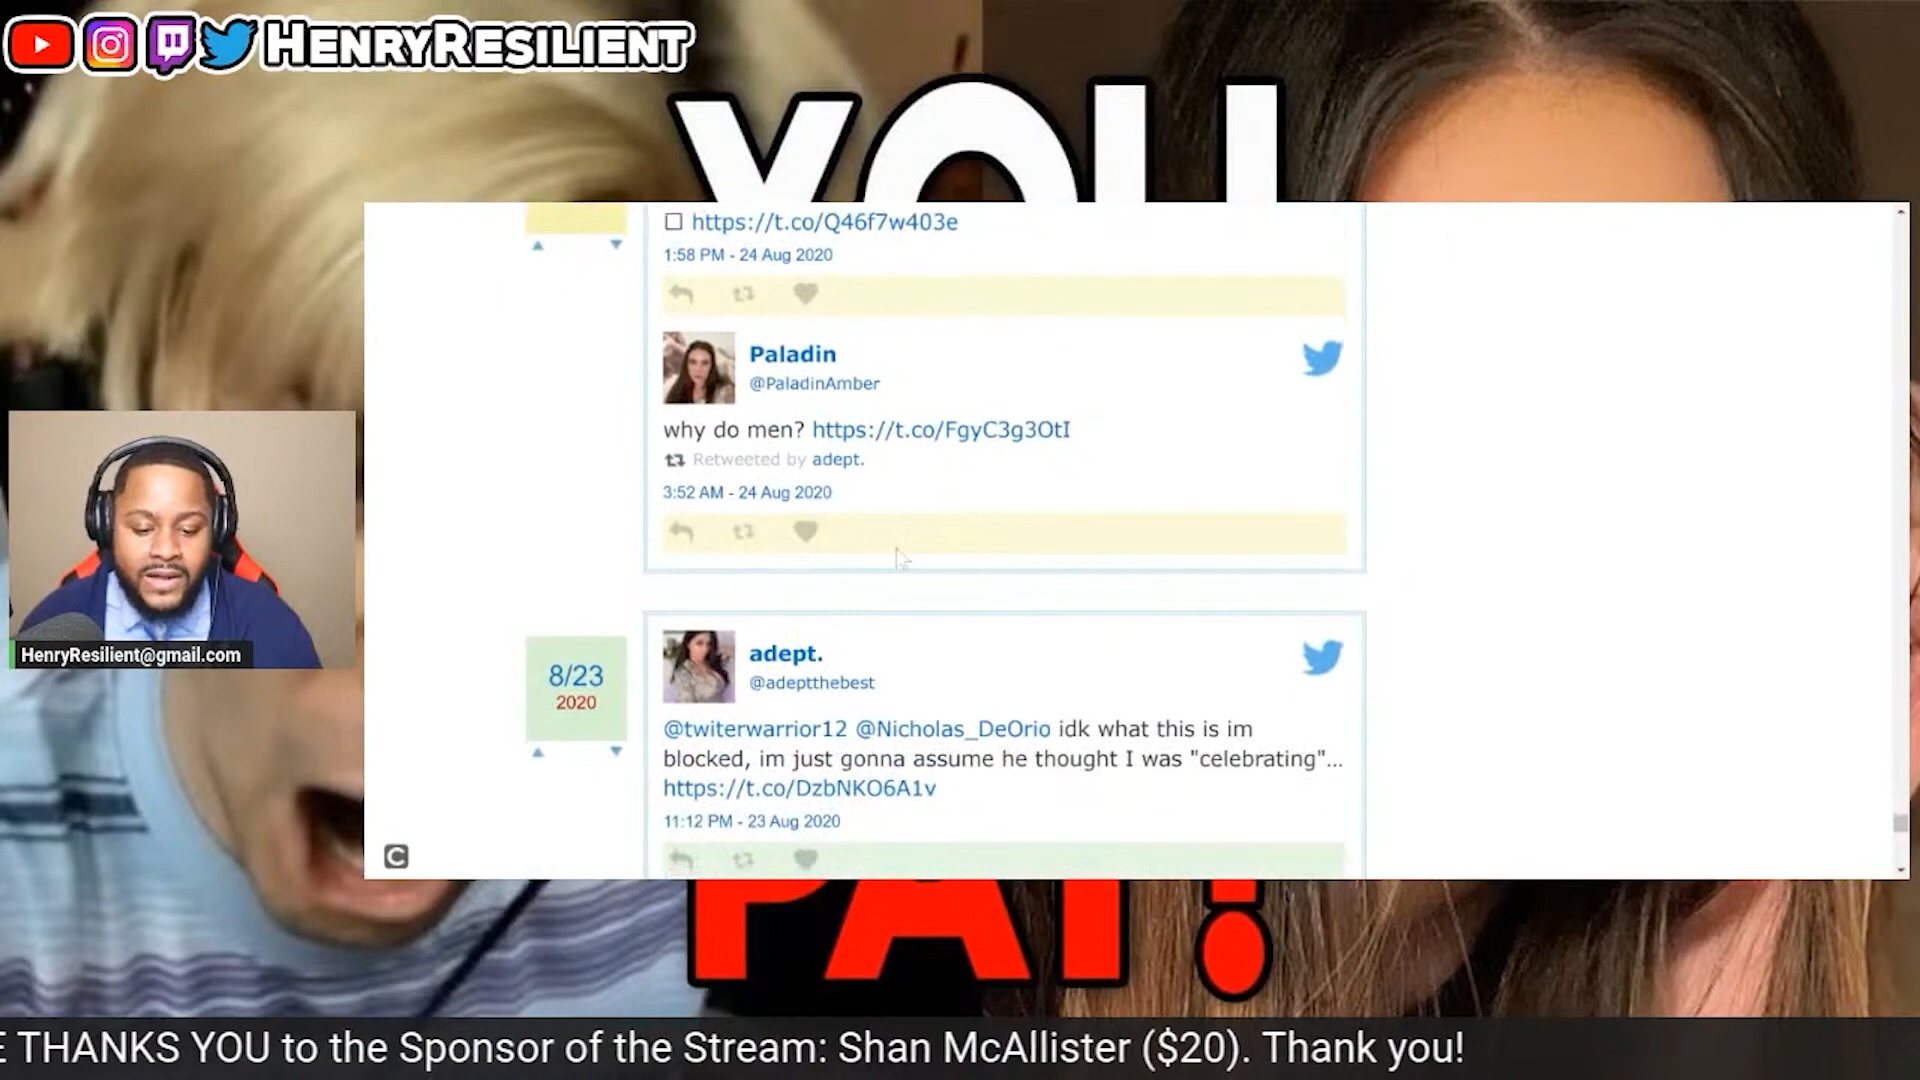 HENRYRESILIENT
YOU
https://t.co/Q46f7w403e
1:58 PM - 24 Aug 2020
Paladin
@PaladinAmber
why do men? https://t.co/FgyC3g3OtI
Retweeted by adept.
3:52 AM - 24 Aug 2020
8/23
2020
adept.
@adeptthebest
@twiterwarrior12 @Nicholas_DeOrio idk what this is im
blocked, im just gonna assume he thought I was "celebrating"...
https://t.co/DzbNKO6A1v
11:12 PM - 23 Aug 2020
HenryResilient@gmail.com
C
PAY!
E THANKS YOU to the Sponsor of the Stream: Shan McAllister ($20). Thank you!